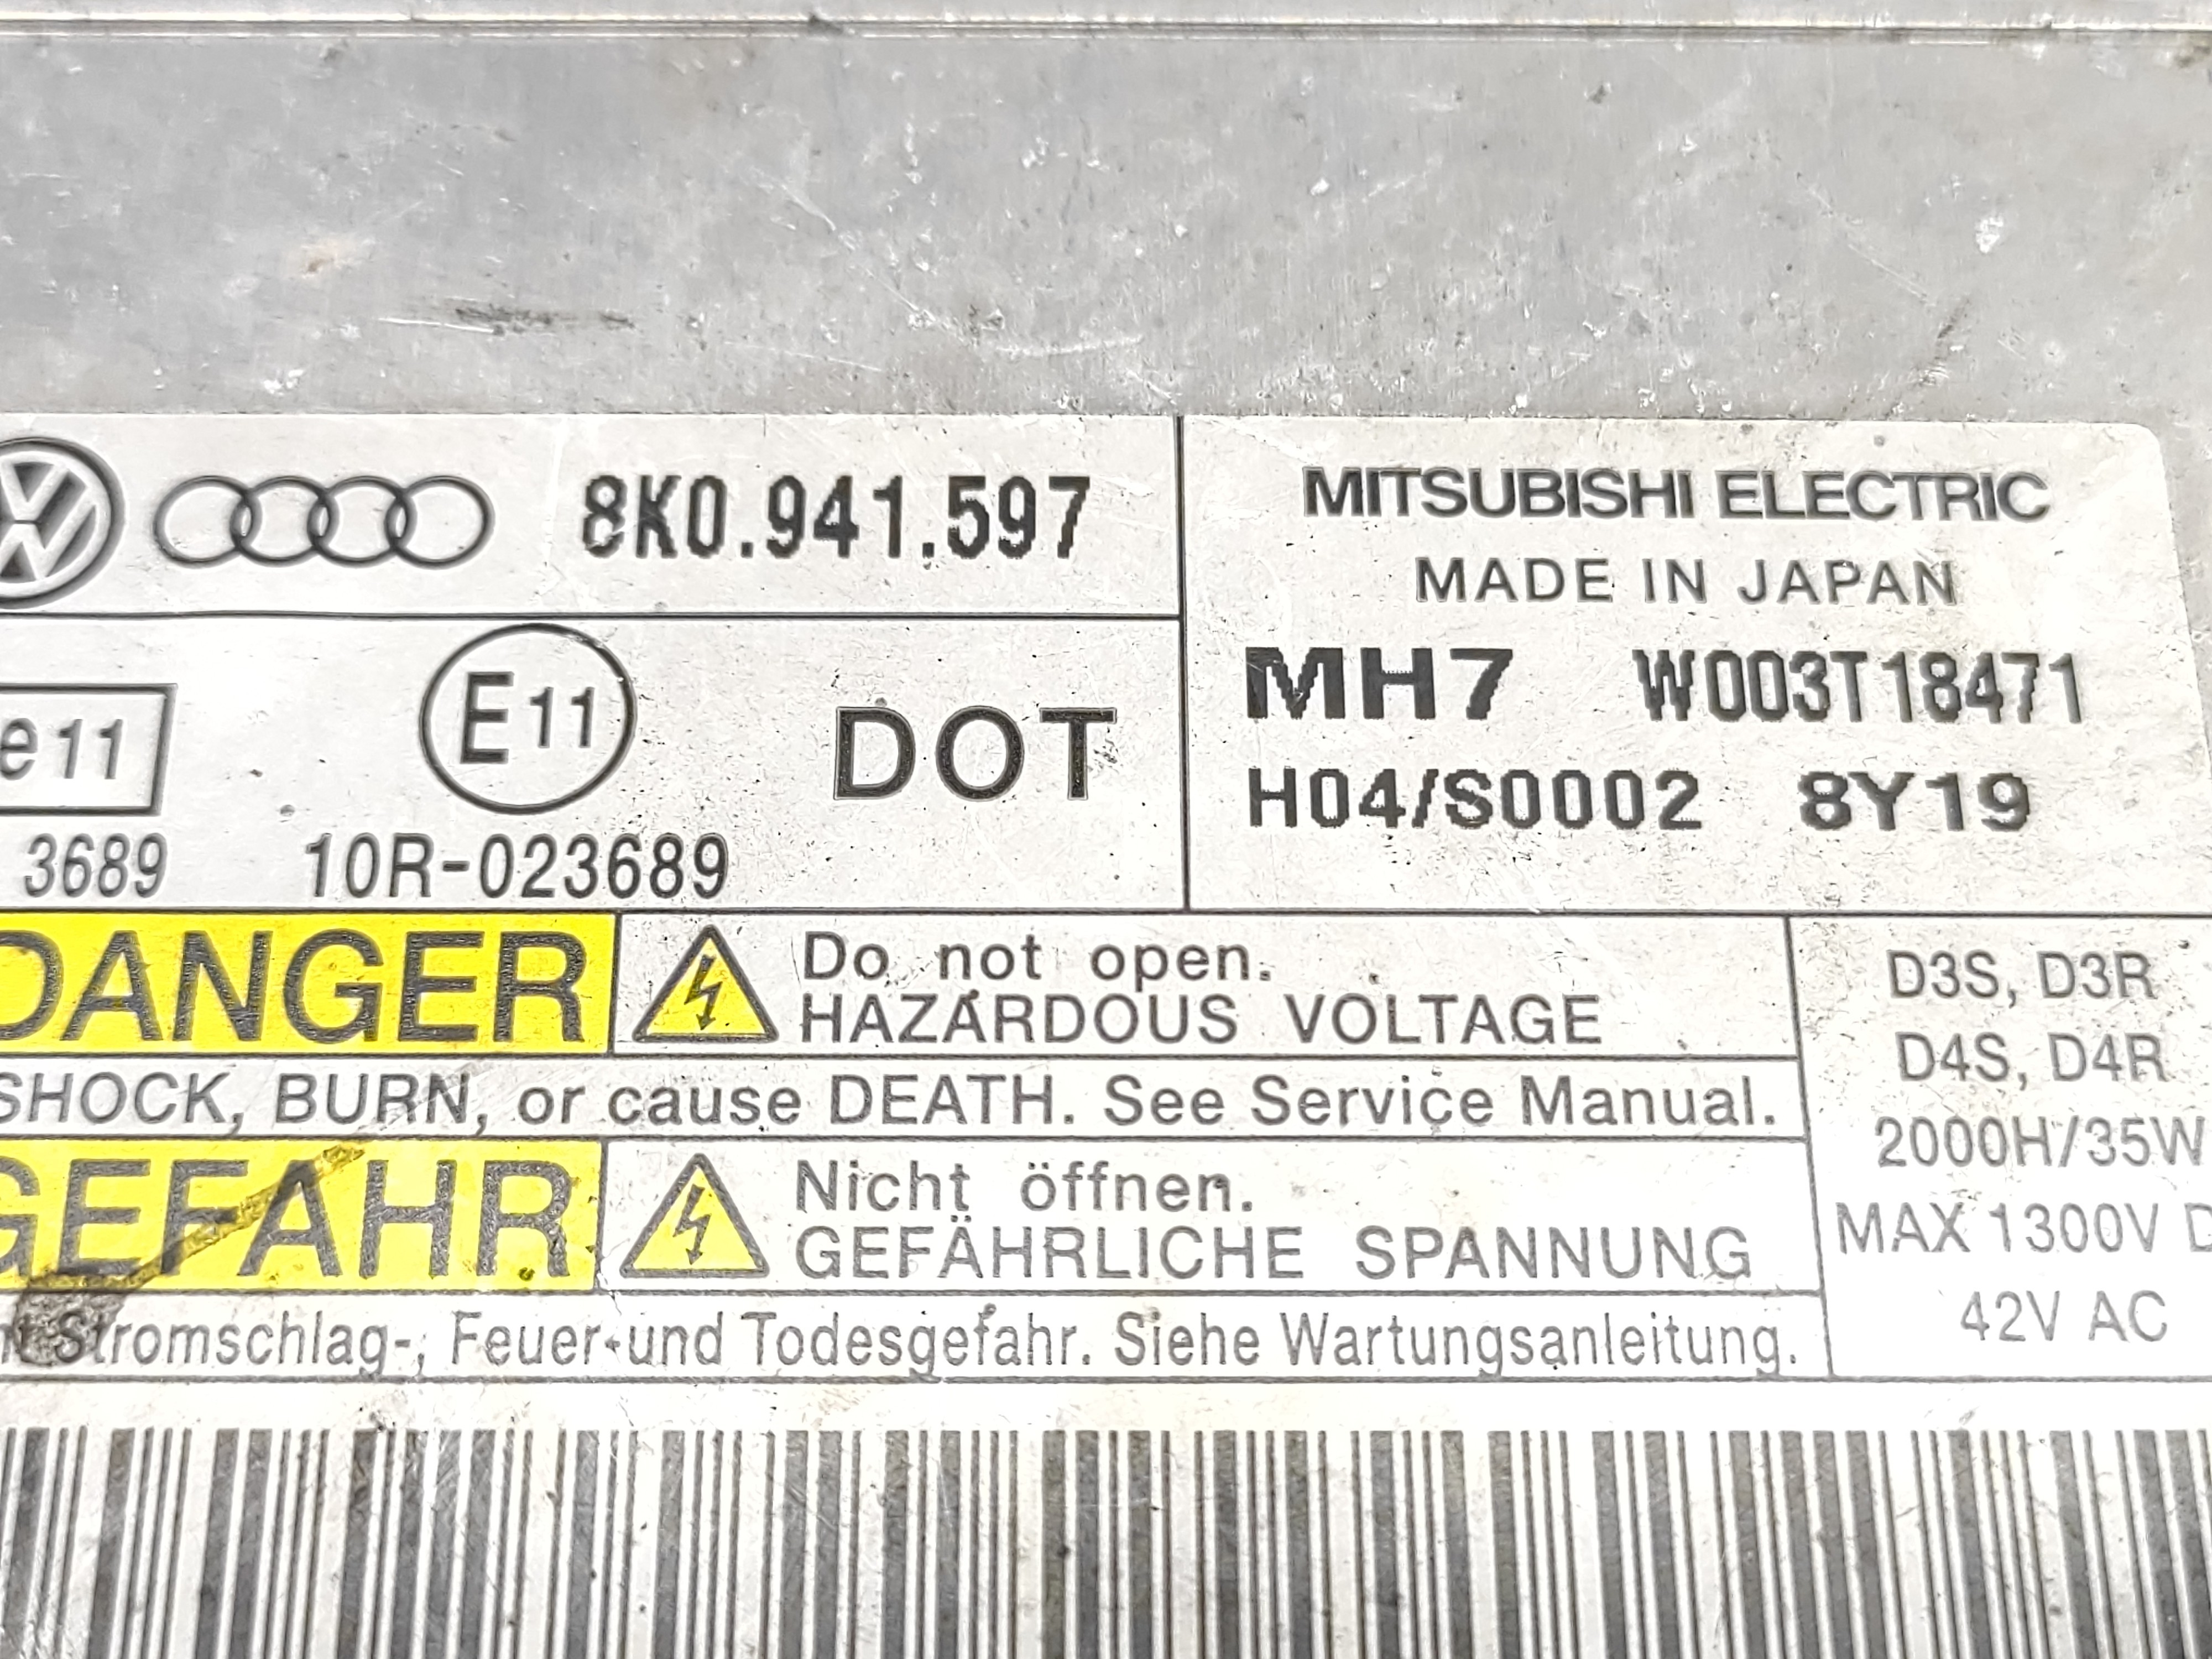 8K0.941.597
MITSUBISHI ELECTRIC
MADE IN JAPAN
MH7 W003T18471
H04/S0002 8Y19
e11
E11
DOT
3689
10R-023689
DANGER
Do not open.
HAZARDOUS VOLTAGE
SHOCK, BURN, or cause DEATH. See Service Manual.
GEFAHR
Nicht öffnen.
GEFÄHRLICHE SPANNUNG
Stromschlag-, Feuer-und Todesgefahr. Siehe Wartungsanleitung.
D3S, D3R
D4S, D4R
2000H/35W
MAX 1300V
42V AC